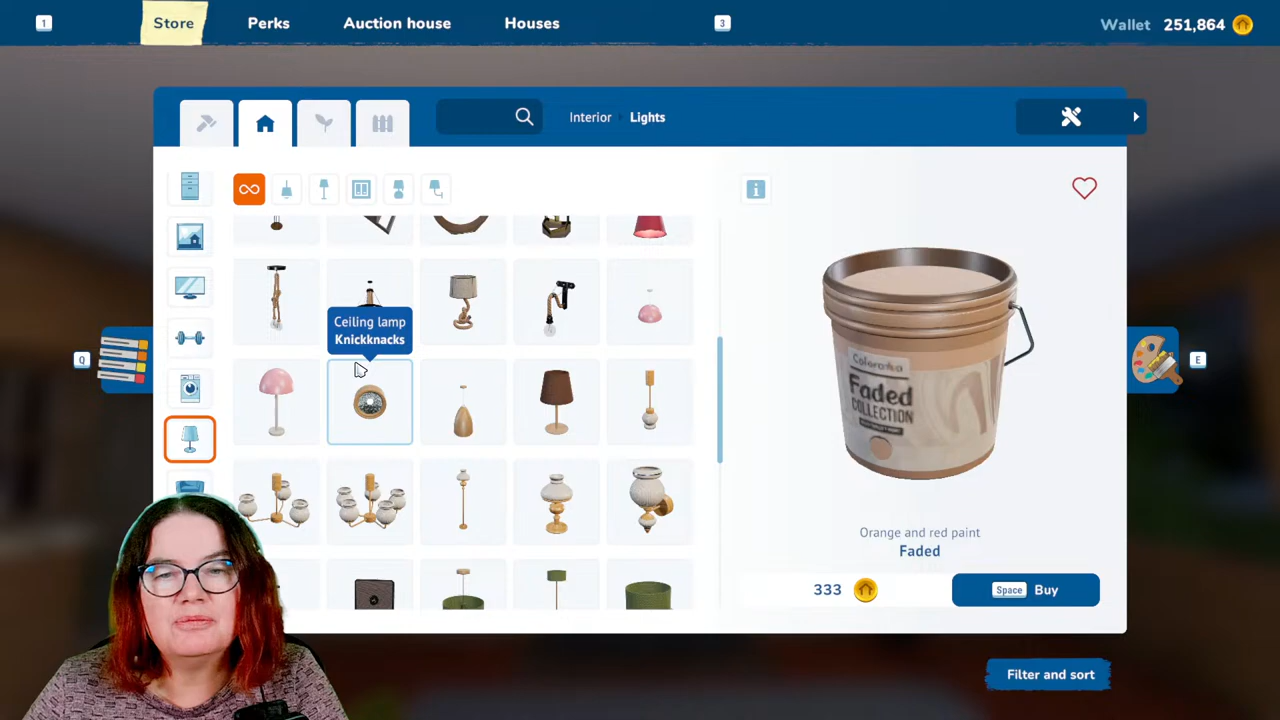 1
Store
Perks
Auction house
Houses
3
Wallet 251,864
Interior
Lights
Ceiling lamp
Knickknacks
Q
E
Faded
COLLECTION
Orange and red paint
Faded
333
Space Buy
Filter and sort